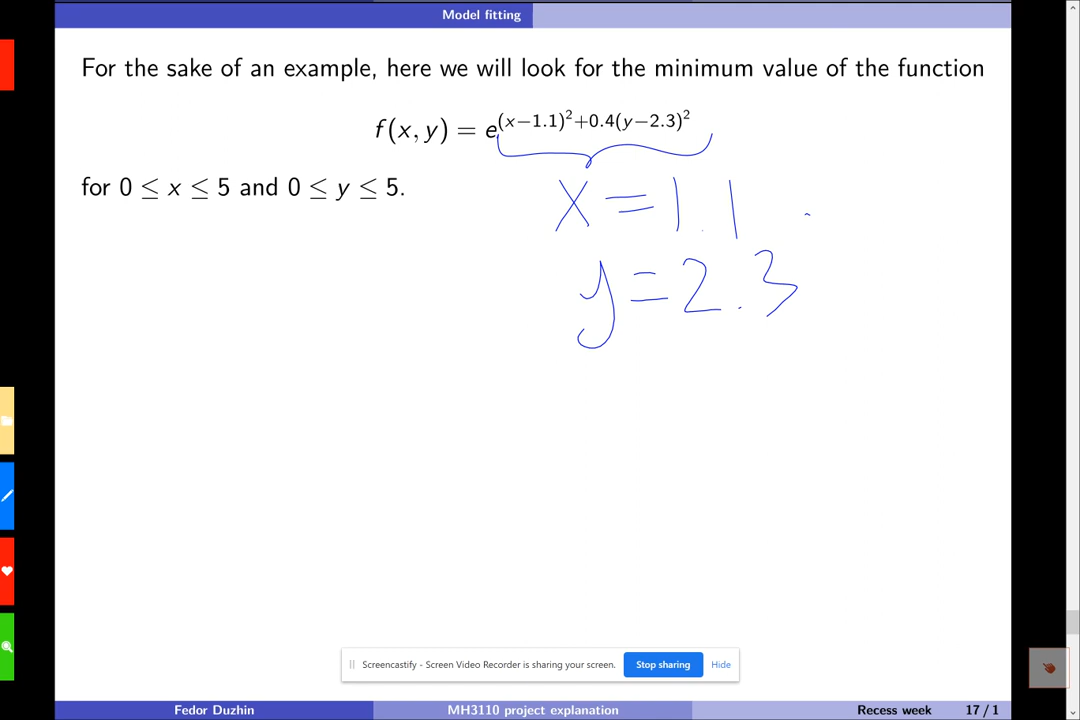 Model fitting
For the sake of an example, here we will look for the minimum value of the function
f(x, y) = e^{(x−1.1)^2+0.4(y−2.3)^2}
for 0 ≤ x ≤ 5 and 0 ≤ y ≤ 5.
x = 1.1
y = 2.3
Screencastify - Screen Video Recorder is sharing your screen. Stop sharing Hide
Fedor Duzhin MH3110 project explanation Recess week 17 / 1